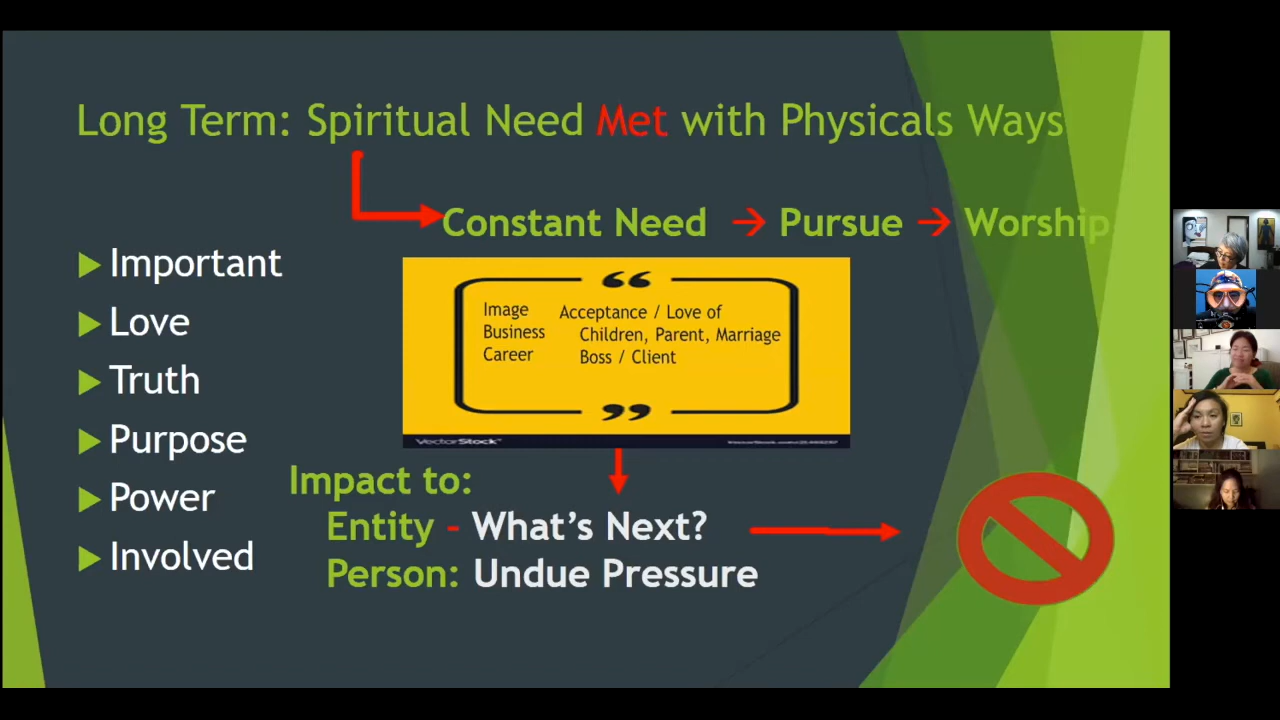 Long Term: Spiritual Need Met with Physicals Ways
Constant Need → Pursue → Worship
Important
Love
Truth
Purpose
Power
Involved
“
Image
Business
Career
Acceptance / Love of
Children, Parent, Marriage
Boss / Client
”
VectorStock
Impact to:
Entity - What's Next?
Person: Undue Pressure